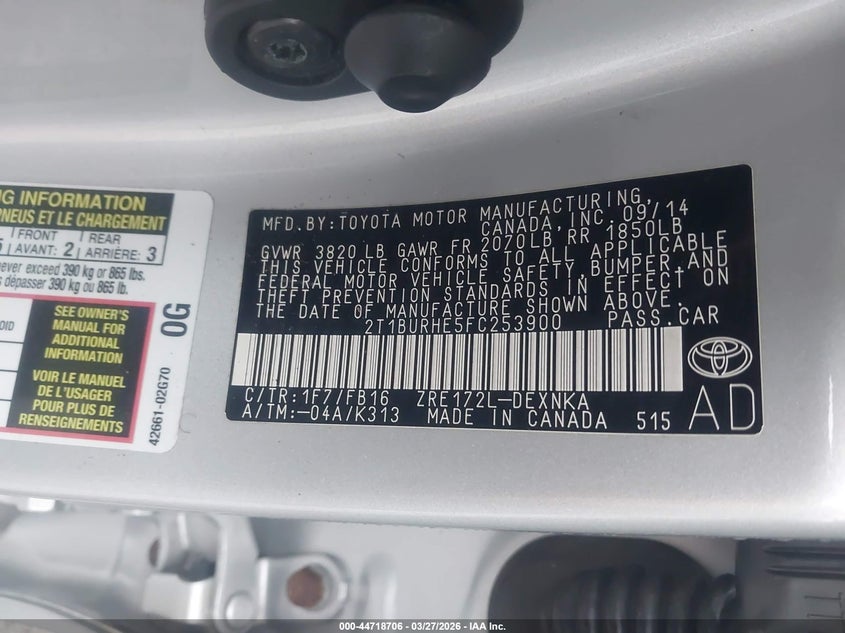 NG INFORMATION
PNEUS ET LE CHARGEMENT
FRONT
AVANT: 2
REAR
ARRIÈRE: 3
never exceed 390 kg or 865 lbs.
dépasser 390 kg ou 865 lb.
SEE OWNER'S
MANUAL FOR
ADDITIONAL
INFORMATION
VOIR LE MANUEL
DE L'USAGER
POUR PLUS DE
RENSEIGNEMENTS
0G
42661-02G70
MFD. BY: TOYOTA MOTOR MANUFACTURING,
CANADA, INC. 09/14
GVWR 3820 LB GAWR FR 2070LB, RR 1850LB
THIS VEHICLE CONFORMS TO ALL APPLICABLE
FEDERAL MOTOR VEHICLE SAFETY, BUMPER, AND
THEFT PREVENTION STANDARDS IN EFFECT ON
THE DATE OF MANUFACTURE SHOWN ABOVE.
2T1BURHE5FC253900 PASS.CAR
C/TR: 1F7/FB16 ZRE172L-DEXNKA
A/TM:-04A/K313 MADE IN CANADA 515
AD
000-44718706 - 03/27/2026 - IAA Inc.